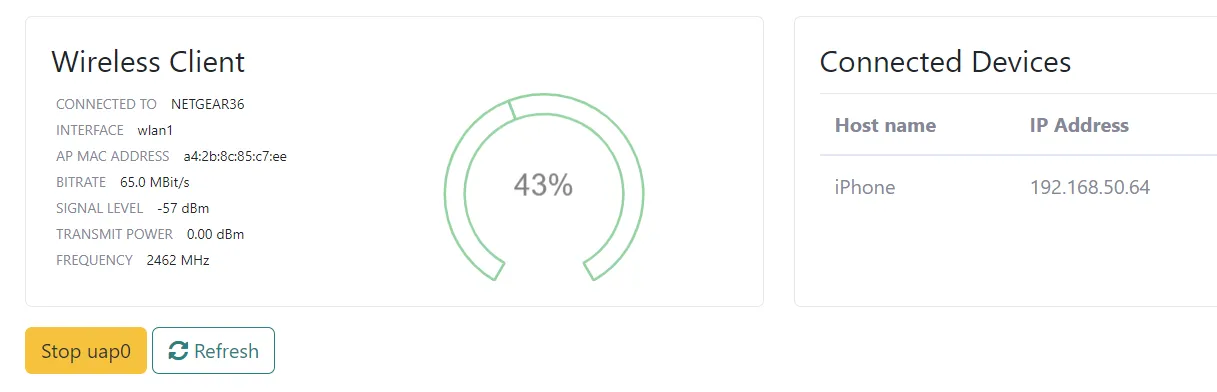 Wireless Client
CONNECTED TO NETGEAR36
INTERFACE wlan1
AP MAC ADDRESS a4:2b:8c:85:c7:ee
BITRATE 65.0 MBit/s
SIGNAL LEVEL -57 dBm
TRANSMIT POWER 0.00 dBm
FREQUENCY 2462 MHz
43%
Connected Devices
Host name IP Address
iPhone 192.168.50.64
Stop uap0 Refresh